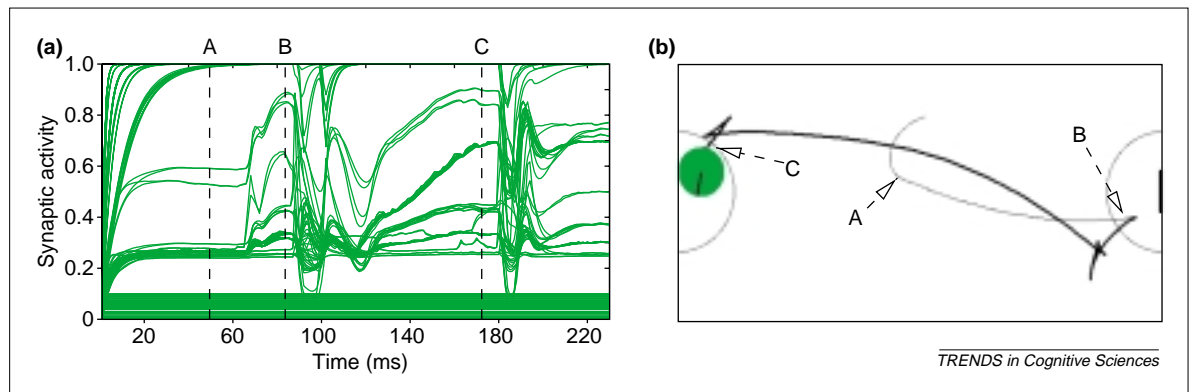 (a)
A B C
Synaptic activity
1.0
0.8
0.6
0.4
0.2
0
20 60 100 140 180 220
Time (ms)
(b)
B
C
A
TRENDS in Cognitive Sciences